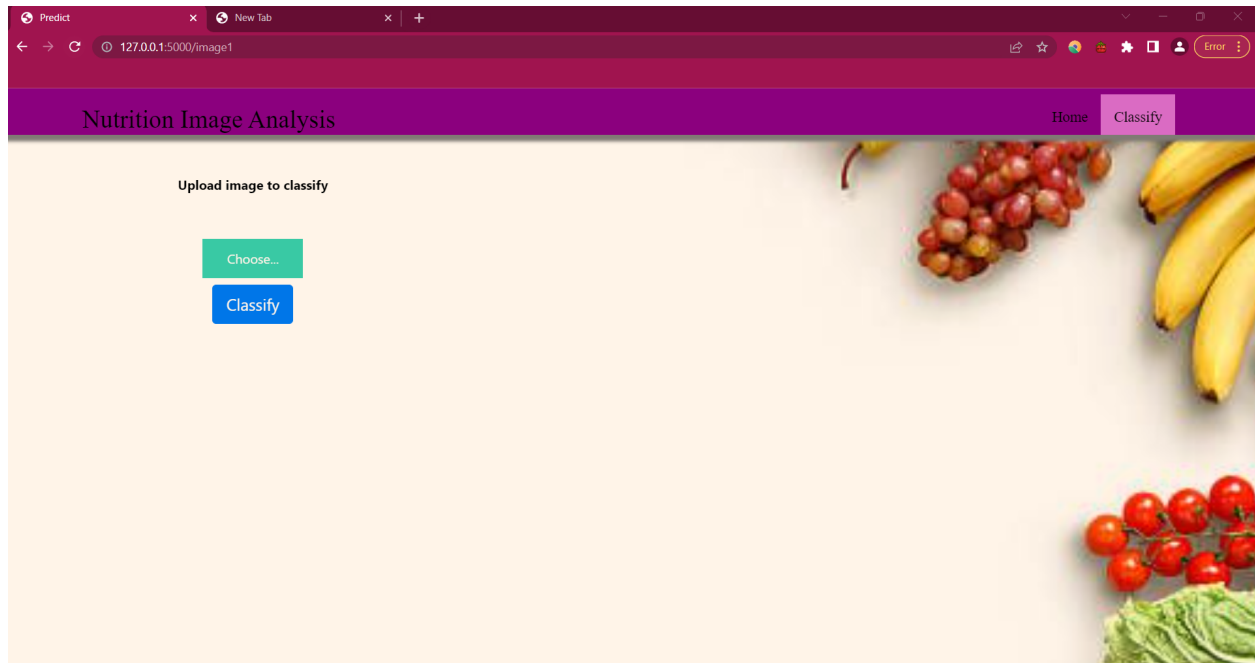 Predict
New Tab
127.0.0.1:5000/image1
Error
Nutrition Image Analysis
Home
Classify
Upload image to classify
Choose...
Classify